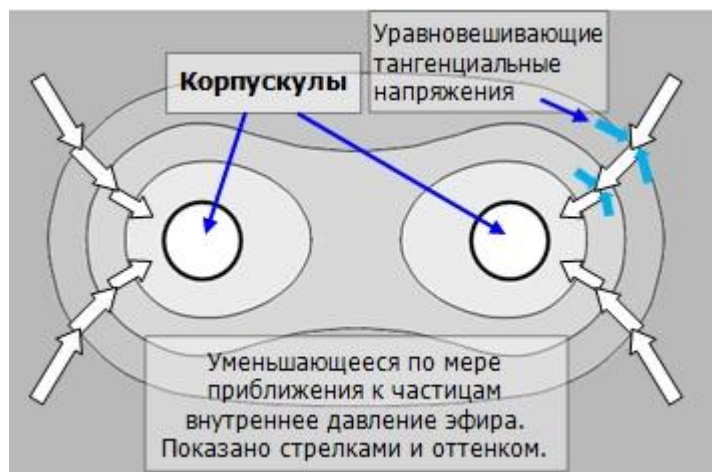 Уравновешивающие
тангенциальные
напряжения
Корпускулы
Уменьшающееся по мере
приближения к частицам
внутреннее давление эфира.
Показано стрелками и оттенком.